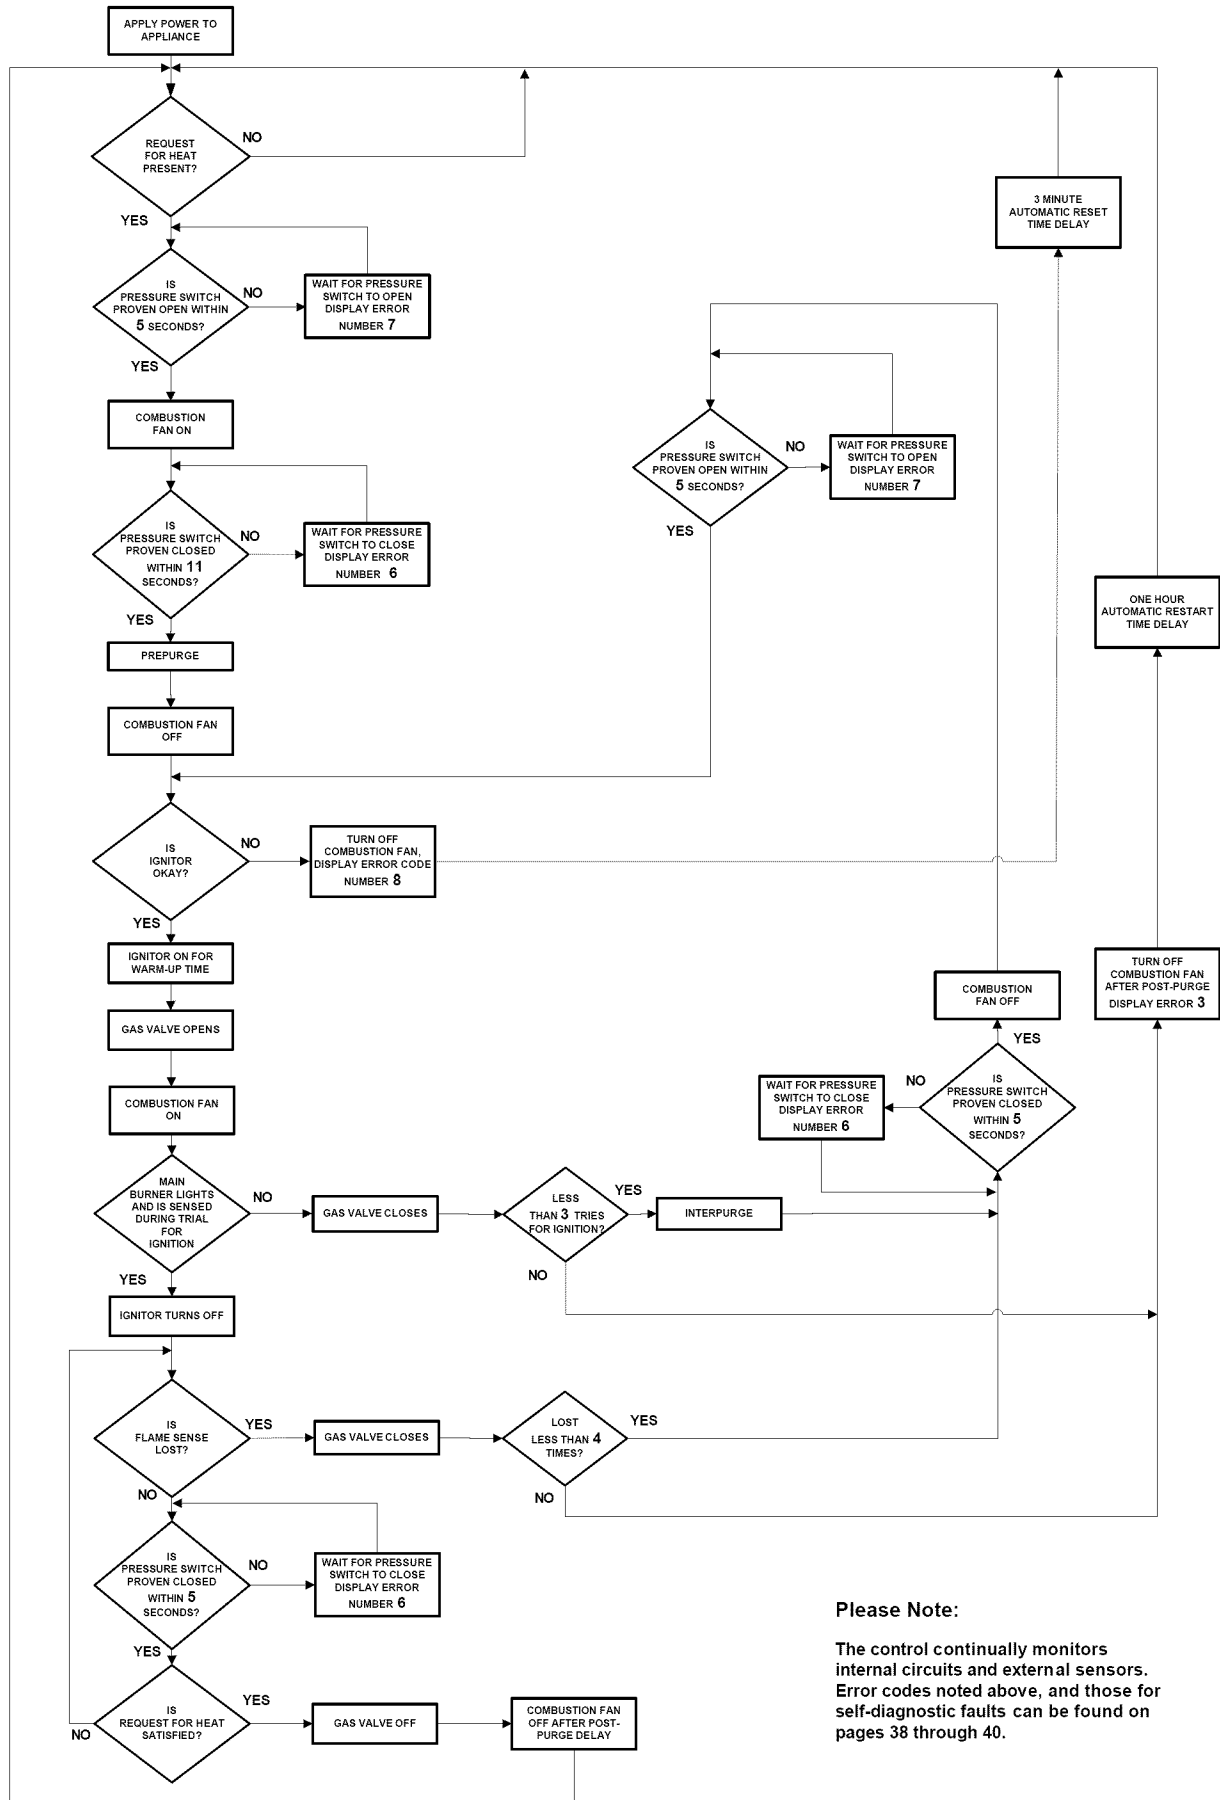 APPLY POWER TO
APPLIANCE
REQUEST
FOR HEAT
PRESENT?
NO
YES
3 MINUTE
AUTOMATIC RESET
TIME DELAY
IS
PRESSURE SWITCH
PROVEN OPEN WITHIN
5 SECONDS?
NO
WAIT FOR PRESSURE
SWITCH TO OPEN
DISPLAY ERROR
NUMBER 7
YES
COMBUSTION
FAN ON
IS
PRESSURE SWITCH
PROVEN OPEN WITHIN
5 SECONDS?
NO
WAIT FOR PRESSURE
SWITCH TO OPEN
DISPLAY ERROR
NUMBER 7
YES
IS
PRESSURE SWITCH
PROVEN CLOSED
WITHIN 11
SECONDS?
NO
WAIT FOR PRESSURE
SWITCH TO CLOSE
DISPLAY ERROR
NUMBER 6
YES
ONE HOUR
AUTOMATIC RESTART
TIME DELAY
PREPURGE
COMBUSTION FAN
OFF
IS
IGNITOR
OKAY?
NO
TURN OFF
COMBUSTION FAN,
DISPLAY ERROR CODE
NUMBER 8
YES
IGNITOR ON FOR
WARM-UP TIME
GAS VALVE OPENS
COMBUSTION
FAN OFF
TURN OFF
COMBUSTION FAN
AFTER POST-PURGE
DISPLAY ERROR 3
YES
COMBUSTION FAN
ON
WAIT FOR PRESSURE
SWITCH TO CLOSE
DISPLAY ERROR
NUMBER 6
NO
IS
PRESSURE SWITCH
PROVEN CLOSED
WITHIN 5
SECONDS?
MAIN
BURNER LIGHTS
AND IS SENSED
DURING TRIAL
FOR
IGNITION
NO
GAS VALVE CLOSES
LESS
THAN 3 TRIES
FOR IGNITION?
YES
INTERPURGE
NO
YES
IGNITOR TURNS OFF
IS
FLAME SENSE
LOST?
YES
GAS VALVE CLOSES
LOST
LESS THAN 4
TIMES?
YES
NO
NO
IS
PRESSURE SWITCH
PROVEN CLOSED
WITHIN 5
SECONDS?
NO
WAIT FOR PRESSURE
SWITCH TO CLOSE
DISPLAY ERROR
NUMBER 6
YES
IS
REQUEST FOR HEAT
SATISFIED?
NO
YES
GAS VALVE OFF
COMBUSTION FAN
OFF AFTER POST-
PURGE DELAY
Please Note:
The control continually monitors
internal circuits and external sensors.
Error codes noted above, and those for
self-diagnostic faults can be found on
pages 38 through 40.